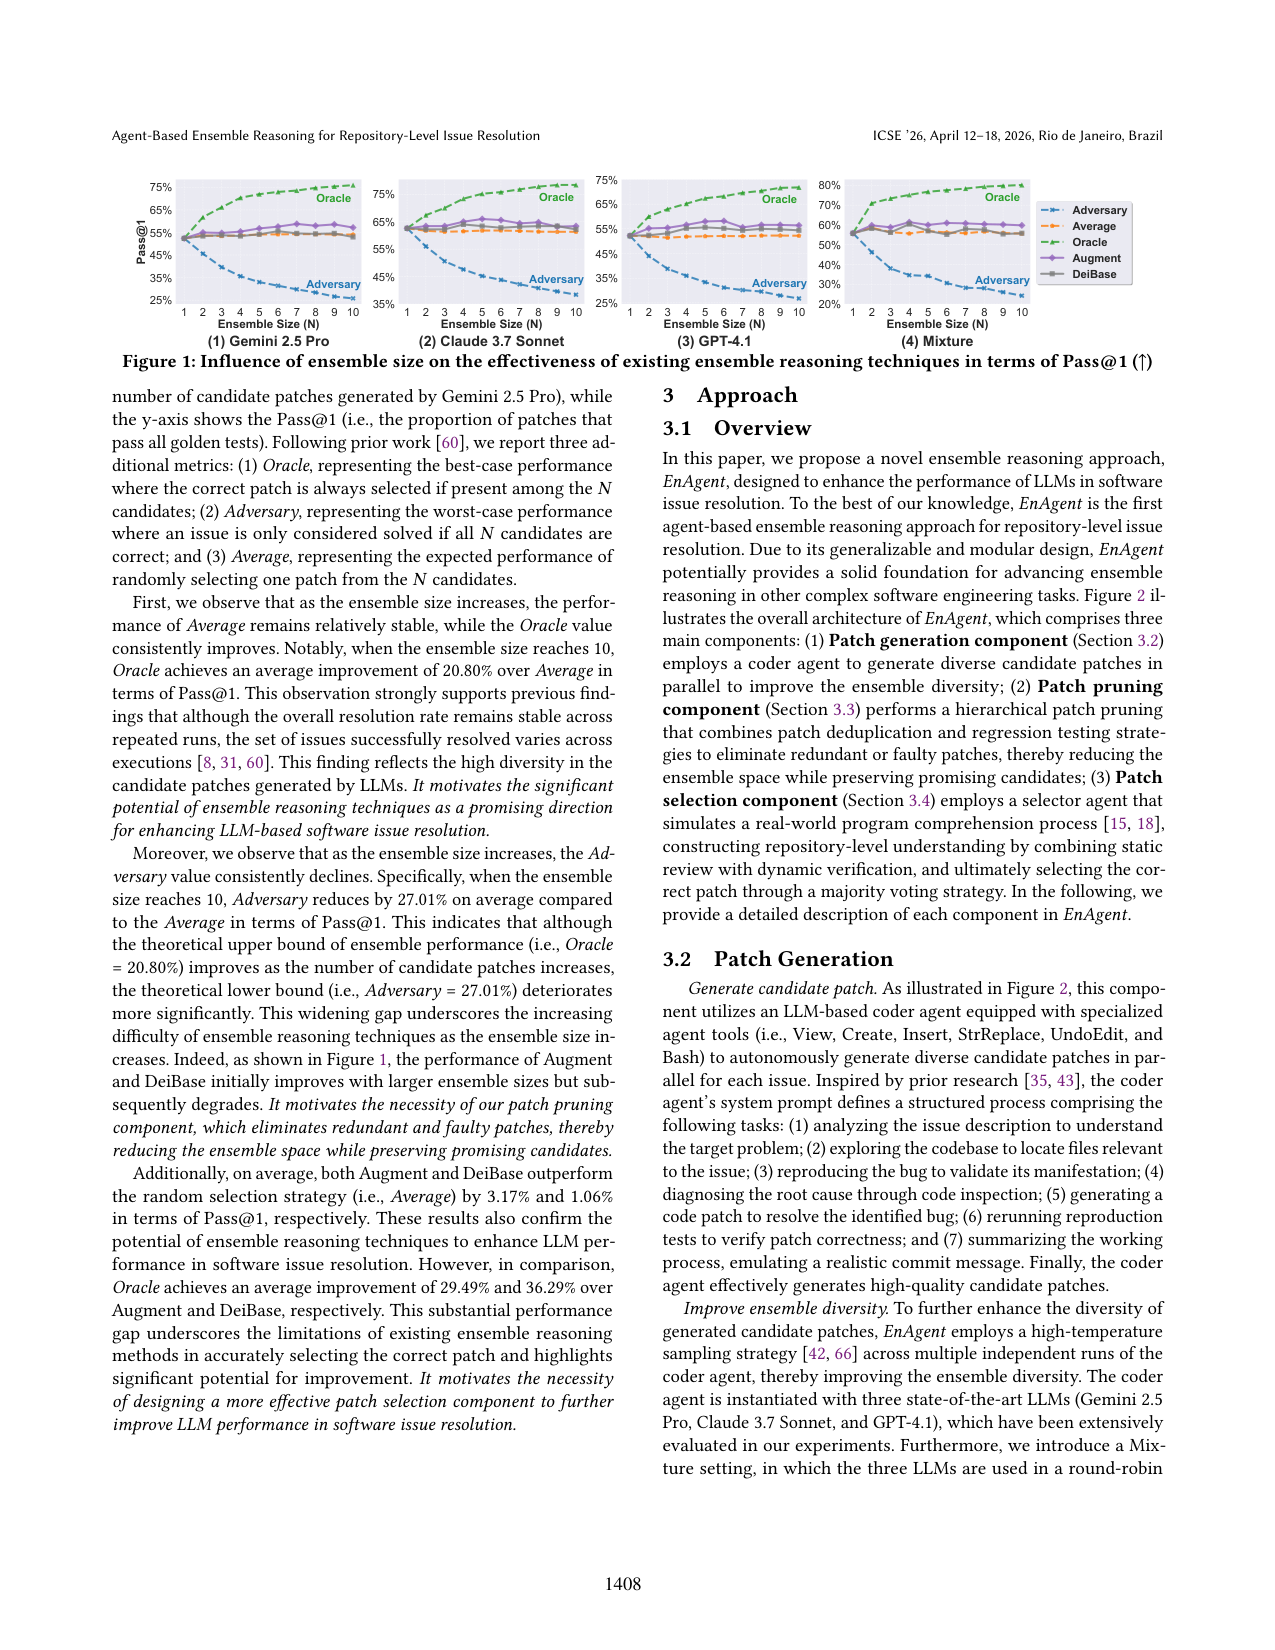 Agent-Based Ensemble Reasoning for Repository-Level Issue Resolution
ICSE ’26, April 12–18, 2026, Rio de Janeiro, Brazil
Pass@1
75%
65%
55%
45%
35%
25%
Oracle
Adversary
1 2 3 4 5 6 7 8 9 10
Ensemble Size (N)
(1) Gemini 2.5 Pro
75%
65%
55%
45%
35%
Oracle
Adversary
1 2 3 4 5 6 7 8 9 10
Ensemble Size (N)
(2) Claude 3.7 Sonnet
75%
65%
55%
45%
35%
25%
Oracle
Adversary
1 2 3 4 5 6 7 8 9 10
Ensemble Size (N)
(3) GPT-4.1
80%
70%
60%
50%
40%
30%
20%
Oracle
Adversary
1 2 3 4 5 6 7 8 9 10
Ensemble Size (N)
(4) Mixture
Adversary
Average
Oracle
Augment
DeiBase
Figure 1: Influence of ensemble size on the effectiveness of existing ensemble reasoning techniques in terms of Pass@1 (↑)
number of candidate patches generated by Gemini 2.5 Pro), while
the y-axis shows the Pass@1 (i.e., the proportion of patches that
pass all golden tests). Following prior work [60], we report three ad-
ditional metrics: (1) Oracle, representing the best-case performance
where the correct patch is always selected if present among the N
candidates; (2) Adversary, representing the worst-case performance
where an issue is only considered solved if all N candidates are
correct; and (3) Average, representing the expected performance of
randomly selecting one patch from the N candidates.
First, we observe that as the ensemble size increases, the perfor-
mance of Average remains relatively stable, while the Oracle value
consistently improves. Notably, when the ensemble size reaches 10,
Oracle achieves an average improvement of 20.80% over Average in
terms of Pass@1. This observation strongly supports previous find-
ings that although the overall resolution rate remains stable across
repeated runs, the set of issues successfully resolved varies across
executions [8, 31, 60]. This finding reflects the high diversity in the
candidate patches generated by LLMs. It motivates the significant
potential of ensemble reasoning techniques as a promising direction
for enhancing LLM-based software issue resolution.
Moreover, we observe that as the ensemble size increases, the Ad-
versary value consistently declines. Specifically, when the ensemble
size reaches 10, Adversary reduces by 27.01% on average compared
to the Average in terms of Pass@1. This indicates that although
the theoretical upper bound of ensemble performance (i.e., Oracle
= 20.80%) improves as the number of candidate patches increases,
the theoretical lower bound (i.e., Adversary = 27.01%) deteriorates
more significantly. This widening gap underscores the increasing
difficulty of ensemble reasoning techniques as the ensemble size in-
creases. Indeed, as shown in Figure 1, the performance of Augment
and DeiBase initially improves with larger ensemble sizes but sub-
sequently degrades. It motivates the necessity of our patch pruning
component, which eliminates redundant and faulty patches, thereby
reducing the ensemble space while preserving promising candidates.
Additionally, on average, both Augment and DeiBase outperform
the random selection strategy (i.e., Average) by 3.17% and 1.06%
in terms of Pass@1, respectively. These results also confirm the
potential of ensemble reasoning techniques to enhance LLM per-
formance in software issue resolution. However, in comparison,
Oracle achieves an average improvement of 29.49% and 36.29% over
Augment and DeiBase, respectively. This substantial performance
gap underscores the limitations of existing ensemble reasoning
methods in accurately selecting the correct patch and highlights
significant potential for improvement. It motivates the necessity
of designing a more effective patch selection component to further
improve LLM performance in software issue resolution.
3 Approach
3.1 Overview
In this paper, we propose a novel ensemble reasoning approach,
EnAgent, designed to enhance the performance of LLMs in software
issue resolution. To the best of our knowledge, EnAgent is the first
agent-based ensemble reasoning approach for repository-level issue
resolution. Due to its generalizable and modular design, EnAgent
potentially provides a solid foundation for advancing ensemble
reasoning in other complex software engineering tasks. Figure 2 il-
lustrates the overall architecture of EnAgent, which comprises three
main components: (1) Patch generation component (Section 3.2)
employs a coder agent to generate diverse candidate patches in
parallel to improve the ensemble diversity; (2) Patch pruning
component (Section 3.3) performs a hierarchical patch pruning
that combines patch deduplication and regression testing strate-
gies to eliminate redundant or faulty patches, thereby reducing the
ensemble space while preserving promising candidates; (3) Patch
selection component (Section 3.4) employs a selector agent that
simulates a real-world program comprehension process [15, 18],
constructing repository-level understanding by combining static
review with dynamic verification, and ultimately selecting the cor-
rect patch through a majority voting strategy. In the following, we
provide a detailed description of each component in EnAgent.
3.2 Patch Generation
Generate candidate patch. As illustrated in Figure 2, this compo-
nent utilizes an LLM-based coder agent equipped with specialized
agent tools (i.e., View, Create, Insert, StrReplace, UndoEdit, and
Bash) to autonomously generate diverse candidate patches in par-
allel for each issue. Inspired by prior research [35, 43], the coder
agent’s system prompt defines a structured process comprising the
following tasks: (1) analyzing the issue description to understand
the target problem; (2) exploring the codebase to locate files relevant
to the issue; (3) reproducing the bug to validate its manifestation; (4)
diagnosing the root cause through code inspection; (5) generating a
code patch to resolve the identified bug; (6) rerunning reproduction
tests to verify patch correctness; and (7) summarizing the working
process, emulating a realistic commit message. Finally, the coder
agent effectively generates high-quality candidate patches.
Improve ensemble diversity. To further enhance the diversity of
generated candidate patches, EnAgent employs a high-temperature
sampling strategy [42, 66] across multiple independent runs of the
coder agent, thereby improving the ensemble diversity. The coder
agent is instantiated with three state-of-the-art LLMs (Gemini 2.5
Pro, Claude 3.7 Sonnet, and GPT-4.1), which have been extensively
evaluated in our experiments. Furthermore, we introduce a Mix-
ture setting, in which the three LLMs are used in a round-robin
1408